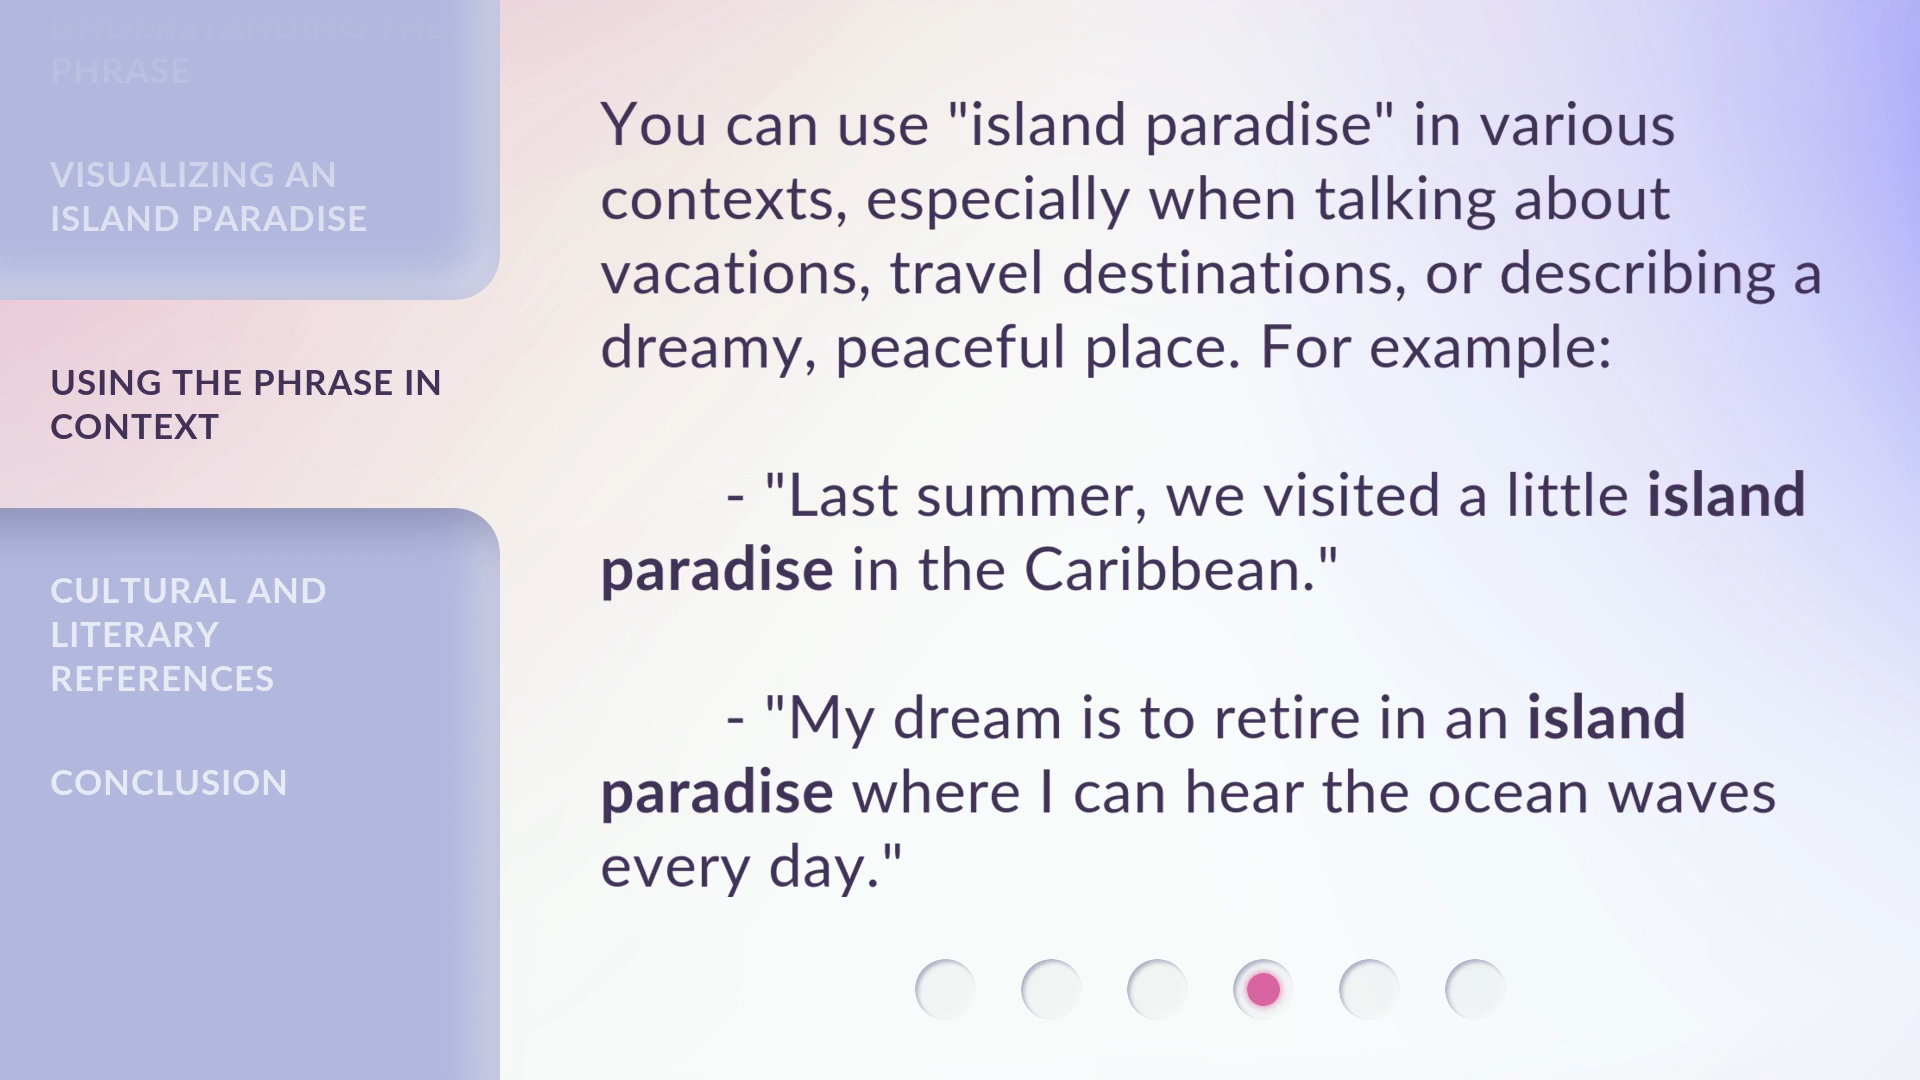 UNDERSTANDING THE
PHRASE
VISUALIZING AN
ISLAND PARADISE
USING THE PHRASE IN
CONTEXT
CULTURAL AND
LITERARY
REFERENCES
CONCLUSION
You can use "island paradise" in various
contexts, especially when talking about
vacations, travel destinations, or describing a
dreamy, peaceful place. For example:
- "Last summer, we visited a little island
paradise in the Caribbean."
- "My dream is to retire in an island
paradise where I can hear the ocean waves
every day."